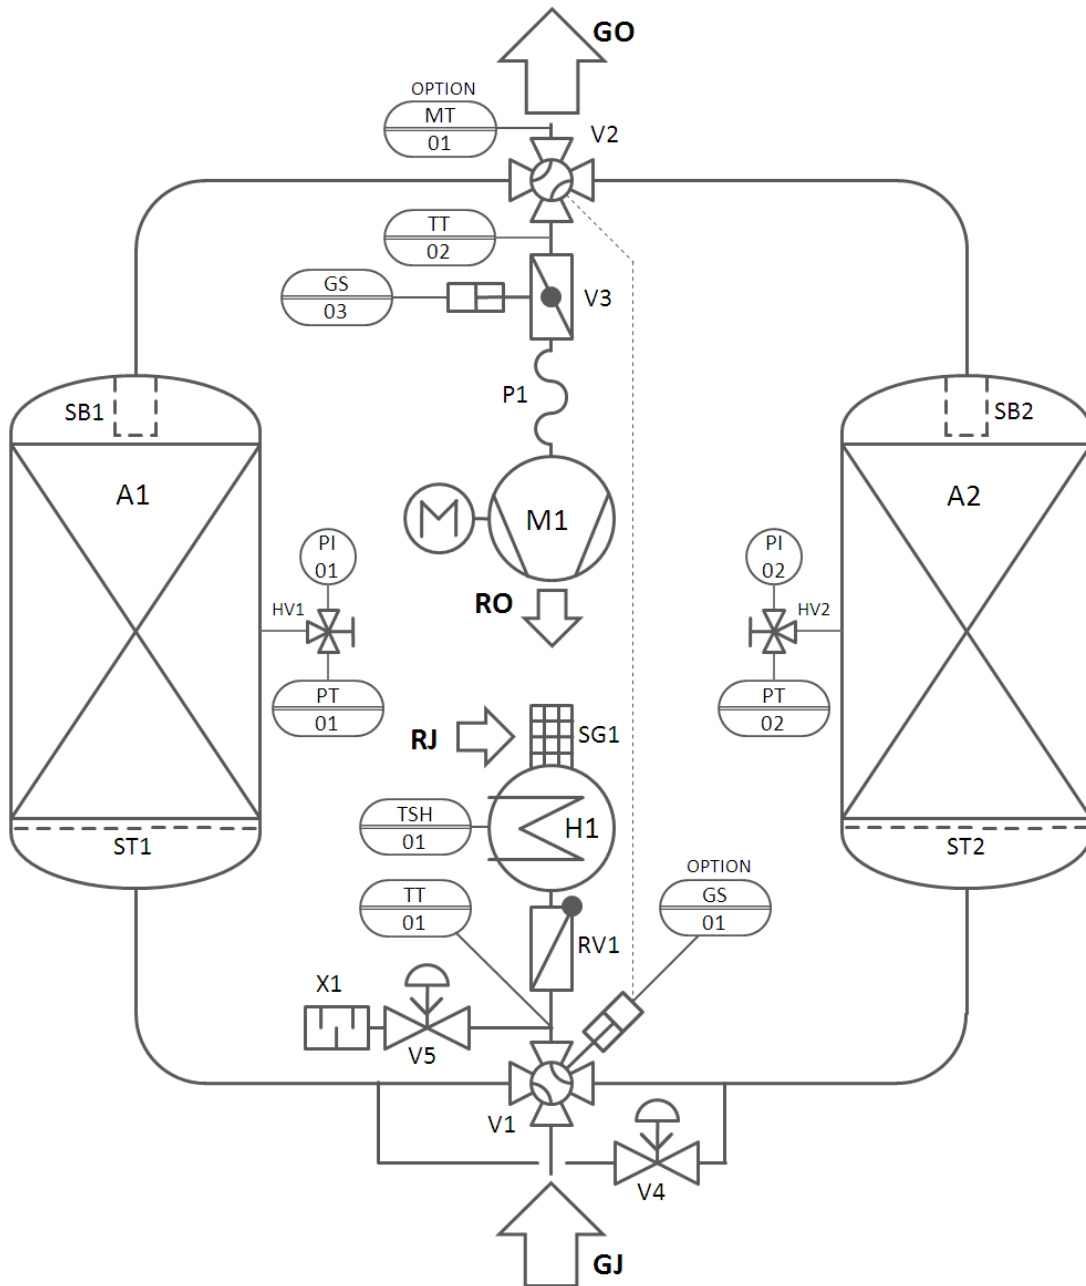 GO
OPTION
MT
01
V2
TT
02
GS
03
V3
P1
SB1
SB2
A1
A2
M
M1
PI
01
PI
02
HV1
HV2
RO
PT
01
PT
02
RJ
SG1
TSH
01
H1
ST1
ST2
OPTION
TT
01
GS
01
RV1
X1
V5
V1
V4
GJ